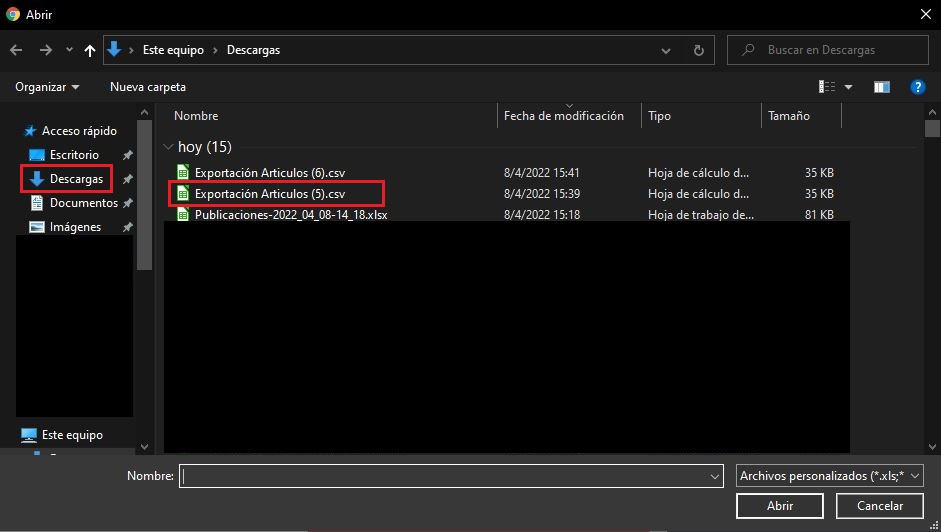 Abrir
Este equipo > Descargas
Buscar en Descargas
Organizar
Nueva carpeta
Nombre
Fecha de modificación
Tipo
Tamaño
Acceso rápido
Escritorio
Descargas
Documentos
Imágenes
Este equipo
hoy (15)
Exportación Articulos (6).csv 8/4/2022 15:41 Hoja de cálculo d... 35 KB
Exportación Articulos (5).csv 8/4/2022 15:39 Hoja de cálculo d... 35 KB
Publicaciones-2022_04_08-14_18.xlsx 8/4/2022 15:18 Hoja de trabajo de... 81 KB
Nombre:
Archivos personalizados (*.xls;*
Abrir
Cancelar